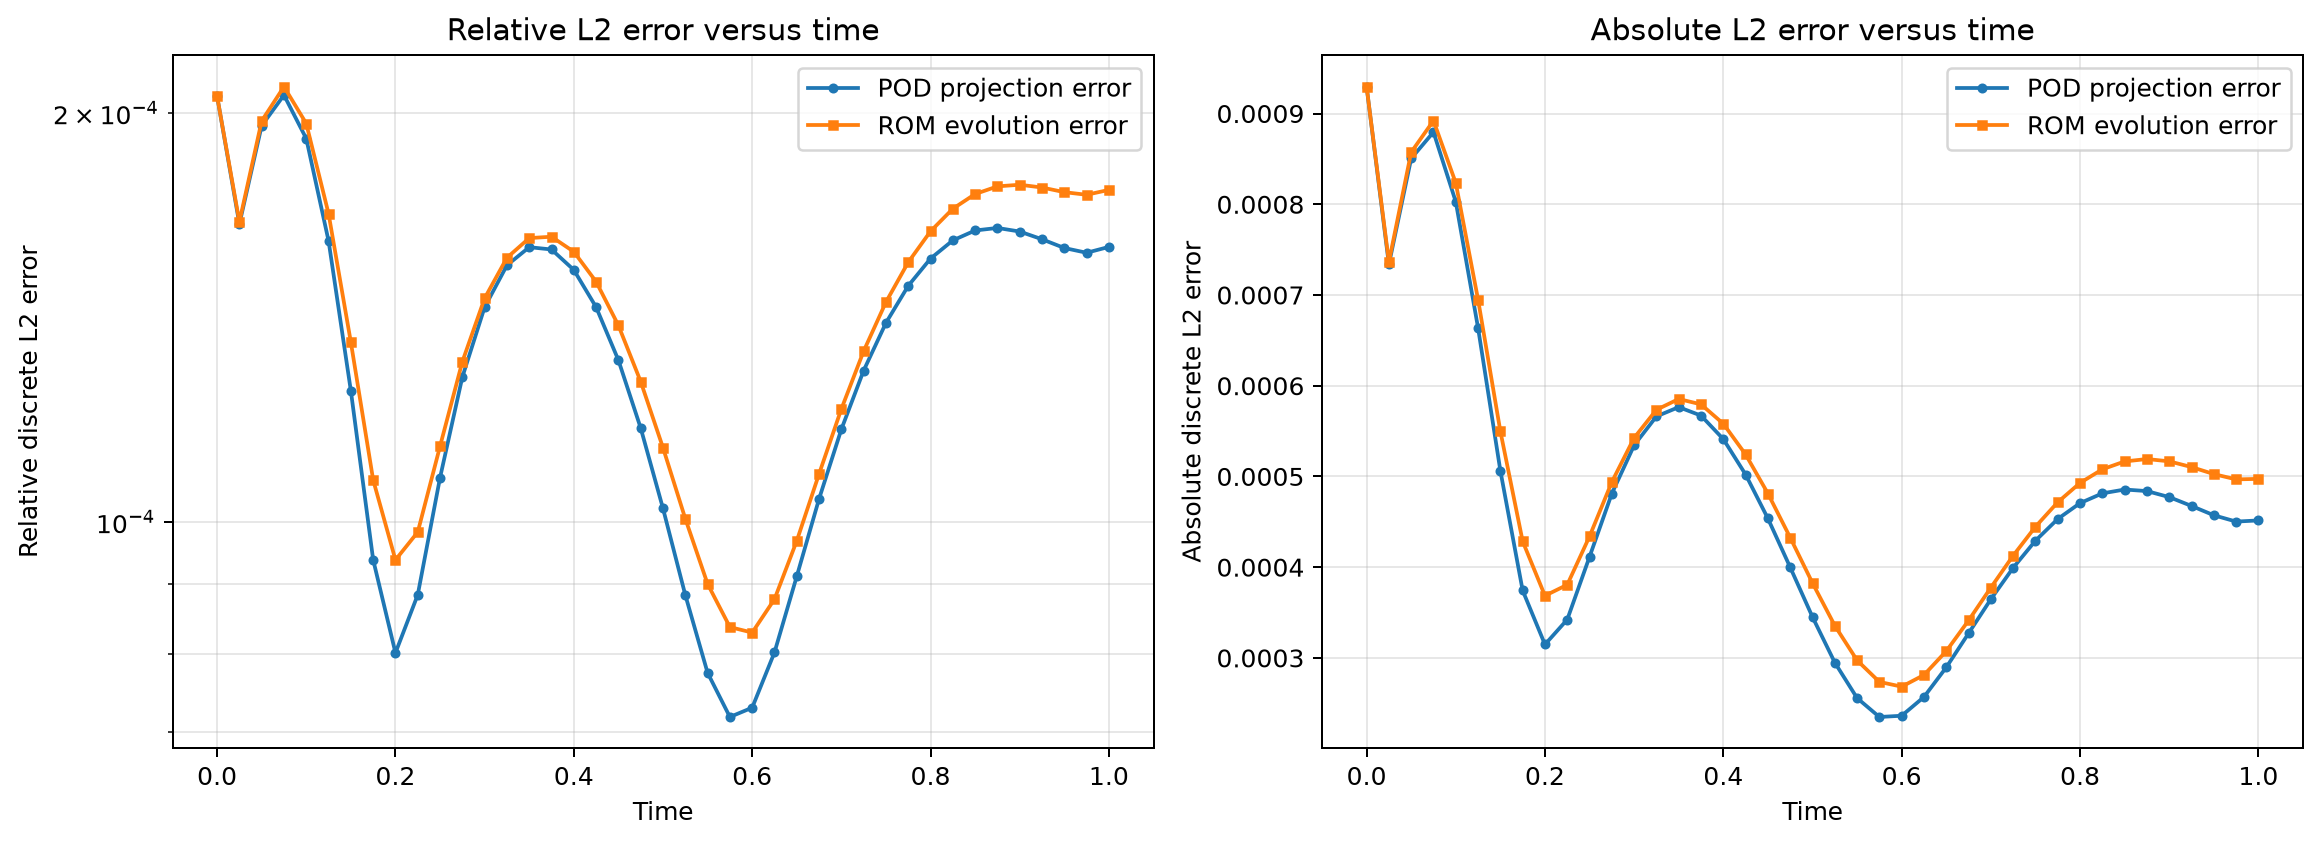 Relative L2 error versus time
POD projection error
ROM evolution error
2 × 10⁻⁴
10⁻⁴
Relative discrete L2 error
0.0 0.2 0.4 0.6 0.8 1.0
Time
Absolute L2 error versus time
POD projection error
ROM evolution error
0.0009
0.0008
0.0007
0.0006
0.0005
0.0004
0.0003
Absolute discrete L2 error
0.0 0.2 0.4 0.6 0.8 1.0
Time